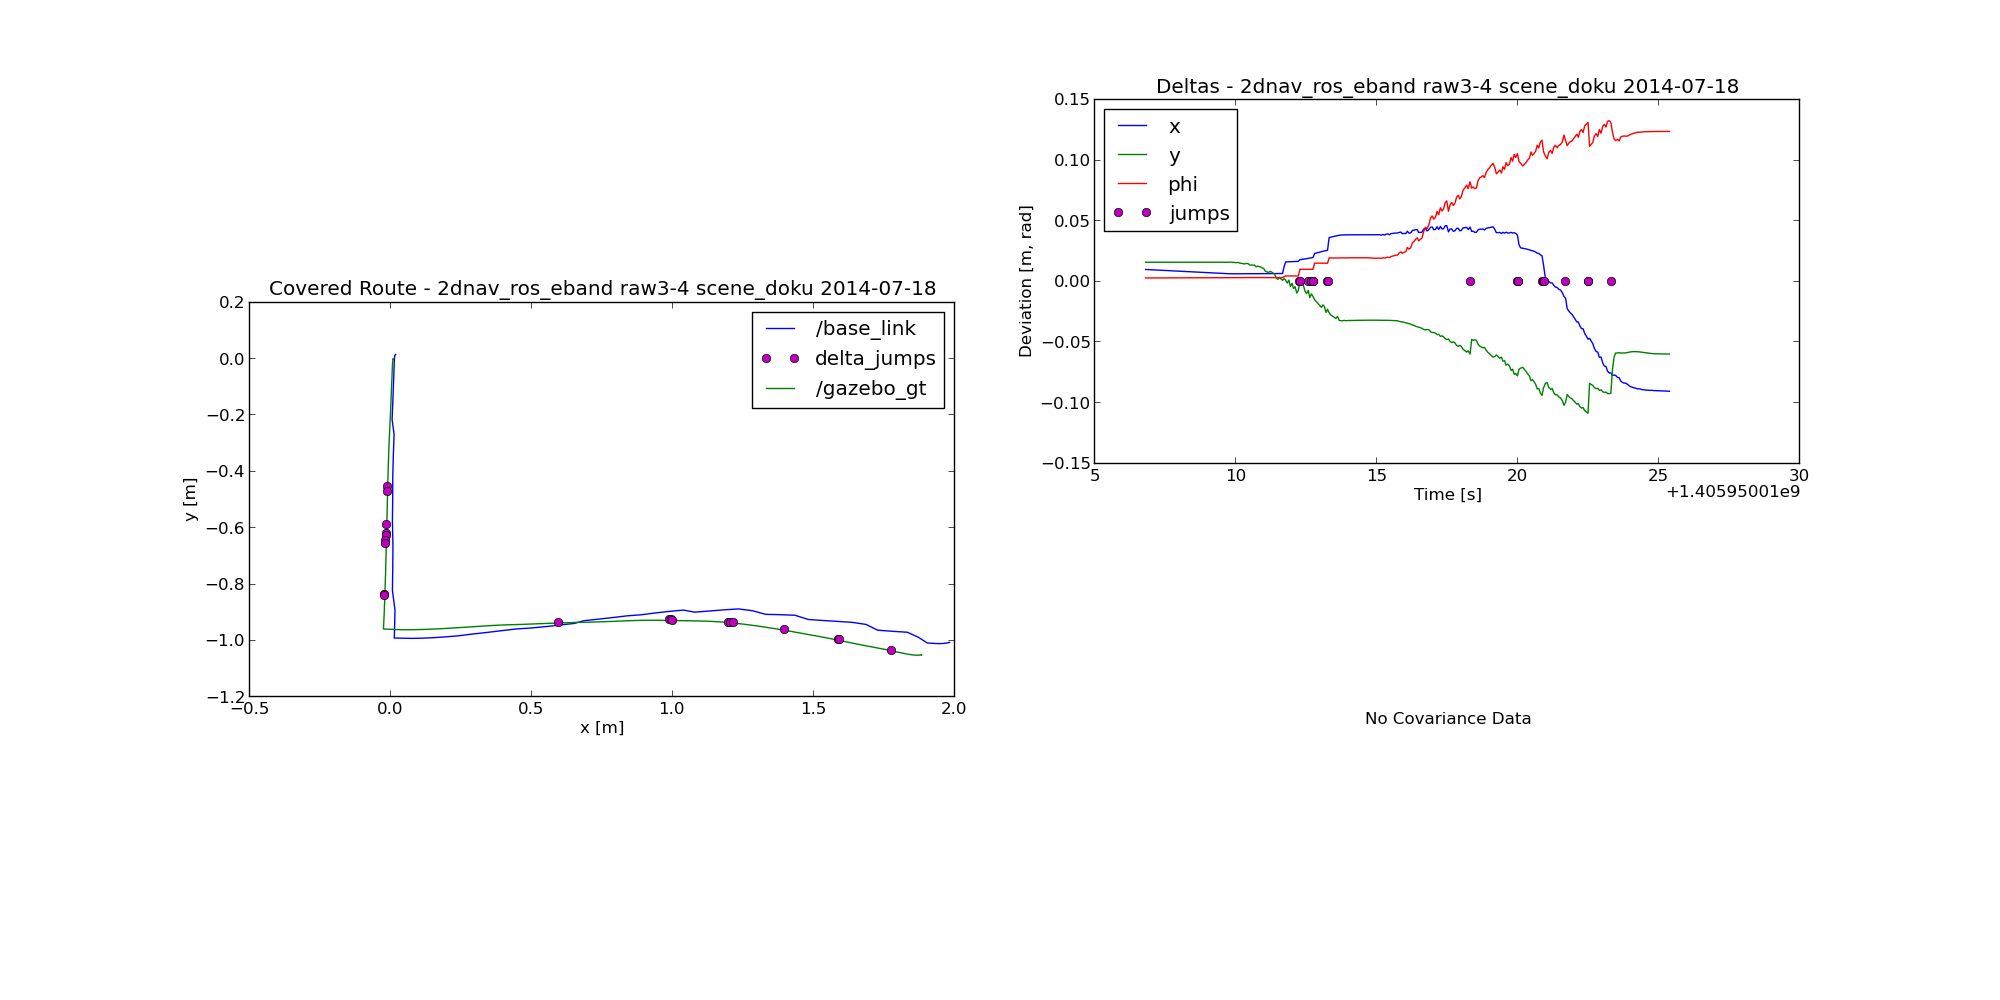 Covered Route - 2dnav_ros_eband raw3-4 scene_doku 2014-07-18
/base_link
delta_jumps
/gazebo_gt
0.2
0.0
−0.2
−0.4
−0.6
−0.8
−1.0
−1.2
y [m]
−0.5 0.0 0.5 1.0 1.5 2.0
x [m]
Deltas - 2dnav_ros_eband raw3-4 scene_doku 2014-07-18
x
y
phi
jumps
0.15
0.10
0.05
0.00
−0.05
−0.10
−0.15
Deviation [m, rad]
5 10 15 20 25 30
Time [s]
+1.40595001e9
No Covariance Data